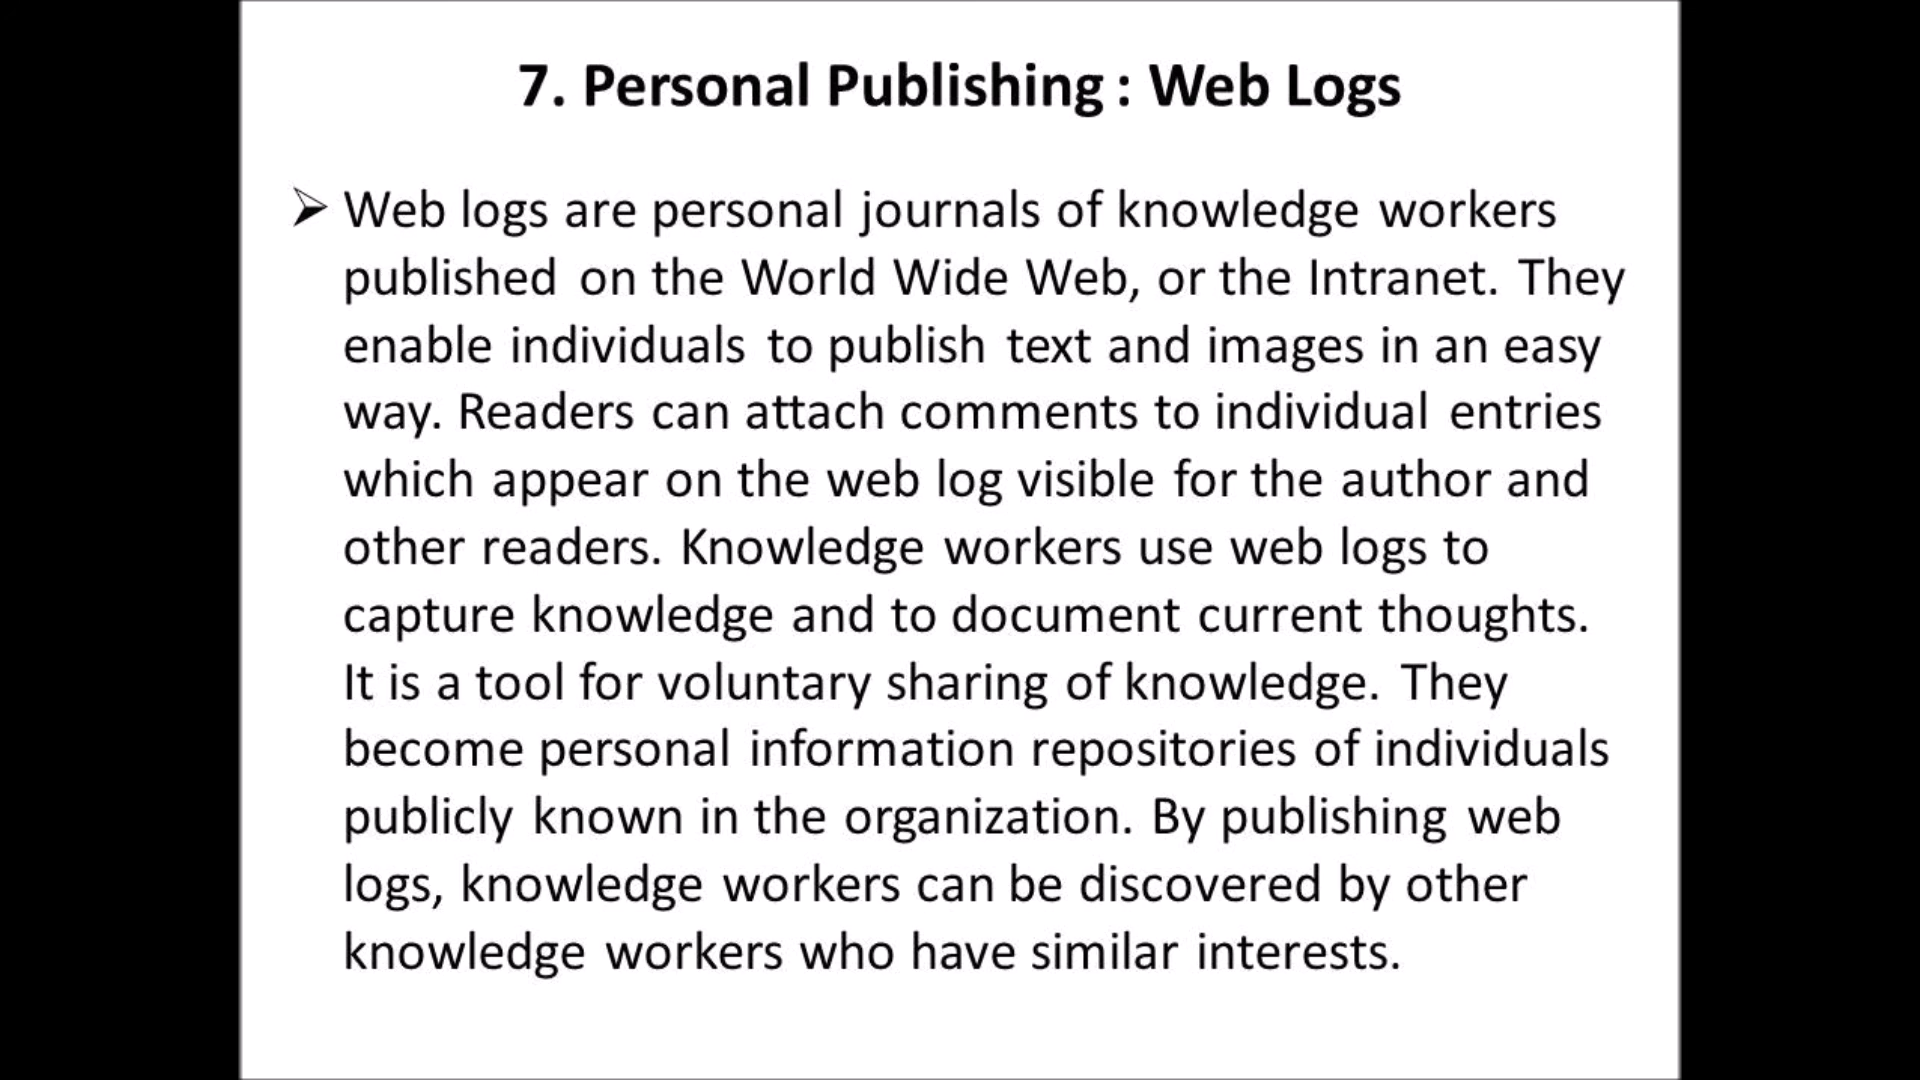 7. Personal Publishing : Web Logs
➢ Web logs are personal journals of knowledge workers
published on the World Wide Web, or the Intranet. They
enable individuals to publish text and images in an easy
way. Readers can attach comments to individual entries
which appear on the web log visible for the author and
other readers. Knowledge workers use web logs to
capture knowledge and to document current thoughts.
It is a tool for voluntary sharing of knowledge. They
become personal information repositories of individuals
publicly known in the organization. By publishing web
logs, knowledge workers can be discovered by other
knowledge workers who have similar interests.